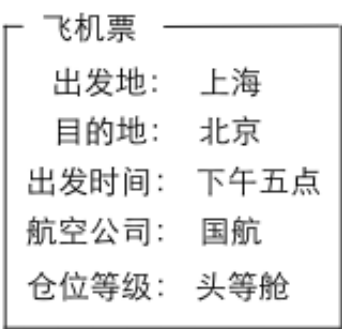 飞机票
出发地： 上海
目的地： 北京
出发时间： 下午五点
航空公司： 国航
仓位等级： 头等舱